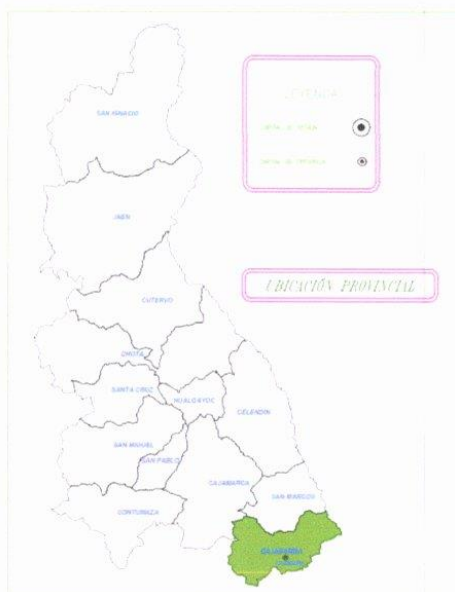 LEYENDA
SAN IGNACIO
JAEN
UBICACIÓN PROVINCIAL
CUTERVO
CHOTA
SANTA CRUZ
HUALGAYOC
CELENDIN
SAN MIGUEL
SAN PABLO
CAJAMARCA
SAN MARCOS
CONTUMAZA
CAJABAMBA